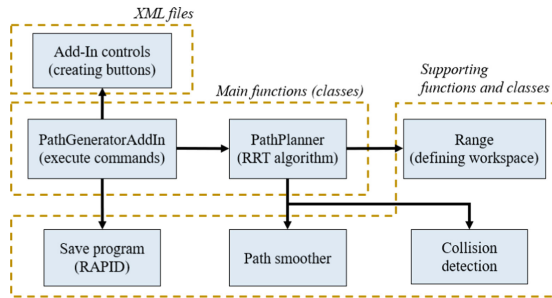 XML files
Add-In controls
(creating buttons)
Main functions (classes)
Supporting
functions and classes
PathGeneratorAddIn
(execute commands)
PathPlanner
(RRT algorithm)
Range
(defining workspace)
Save program
(RAPID)
Path smoother
Collision
detection